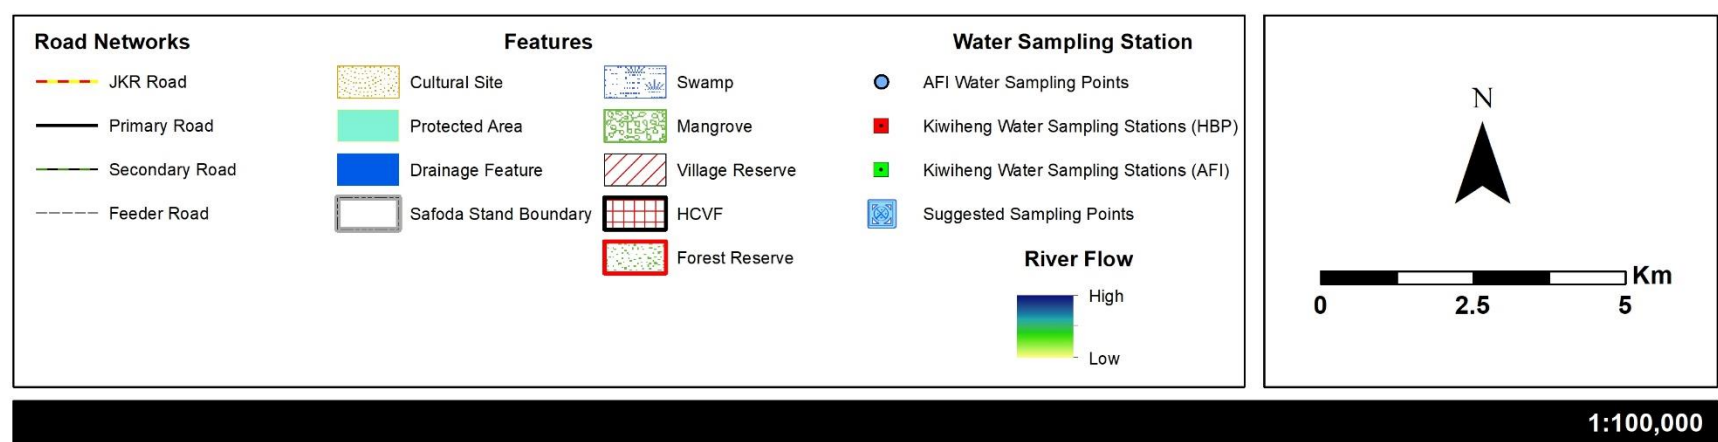 Road Networks
JKR Road
Primary Road
Secondary Road
Feeder Road
Features
Cultural Site
Protected Area
Drainage Feature
Safoda Stand Boundary
Swamp
Mangrove
Village Reserve
HCVF
Forest Reserve
Water Sampling Station
AFI Water Sampling Points
Kiwiheng Water Sampling Stations (HBP)
Kiwiheng Water Sampling Stations (AFI)
Suggested Sampling Points
River Flow
High
Low
N
Km
0 2.5 5
1:100,000